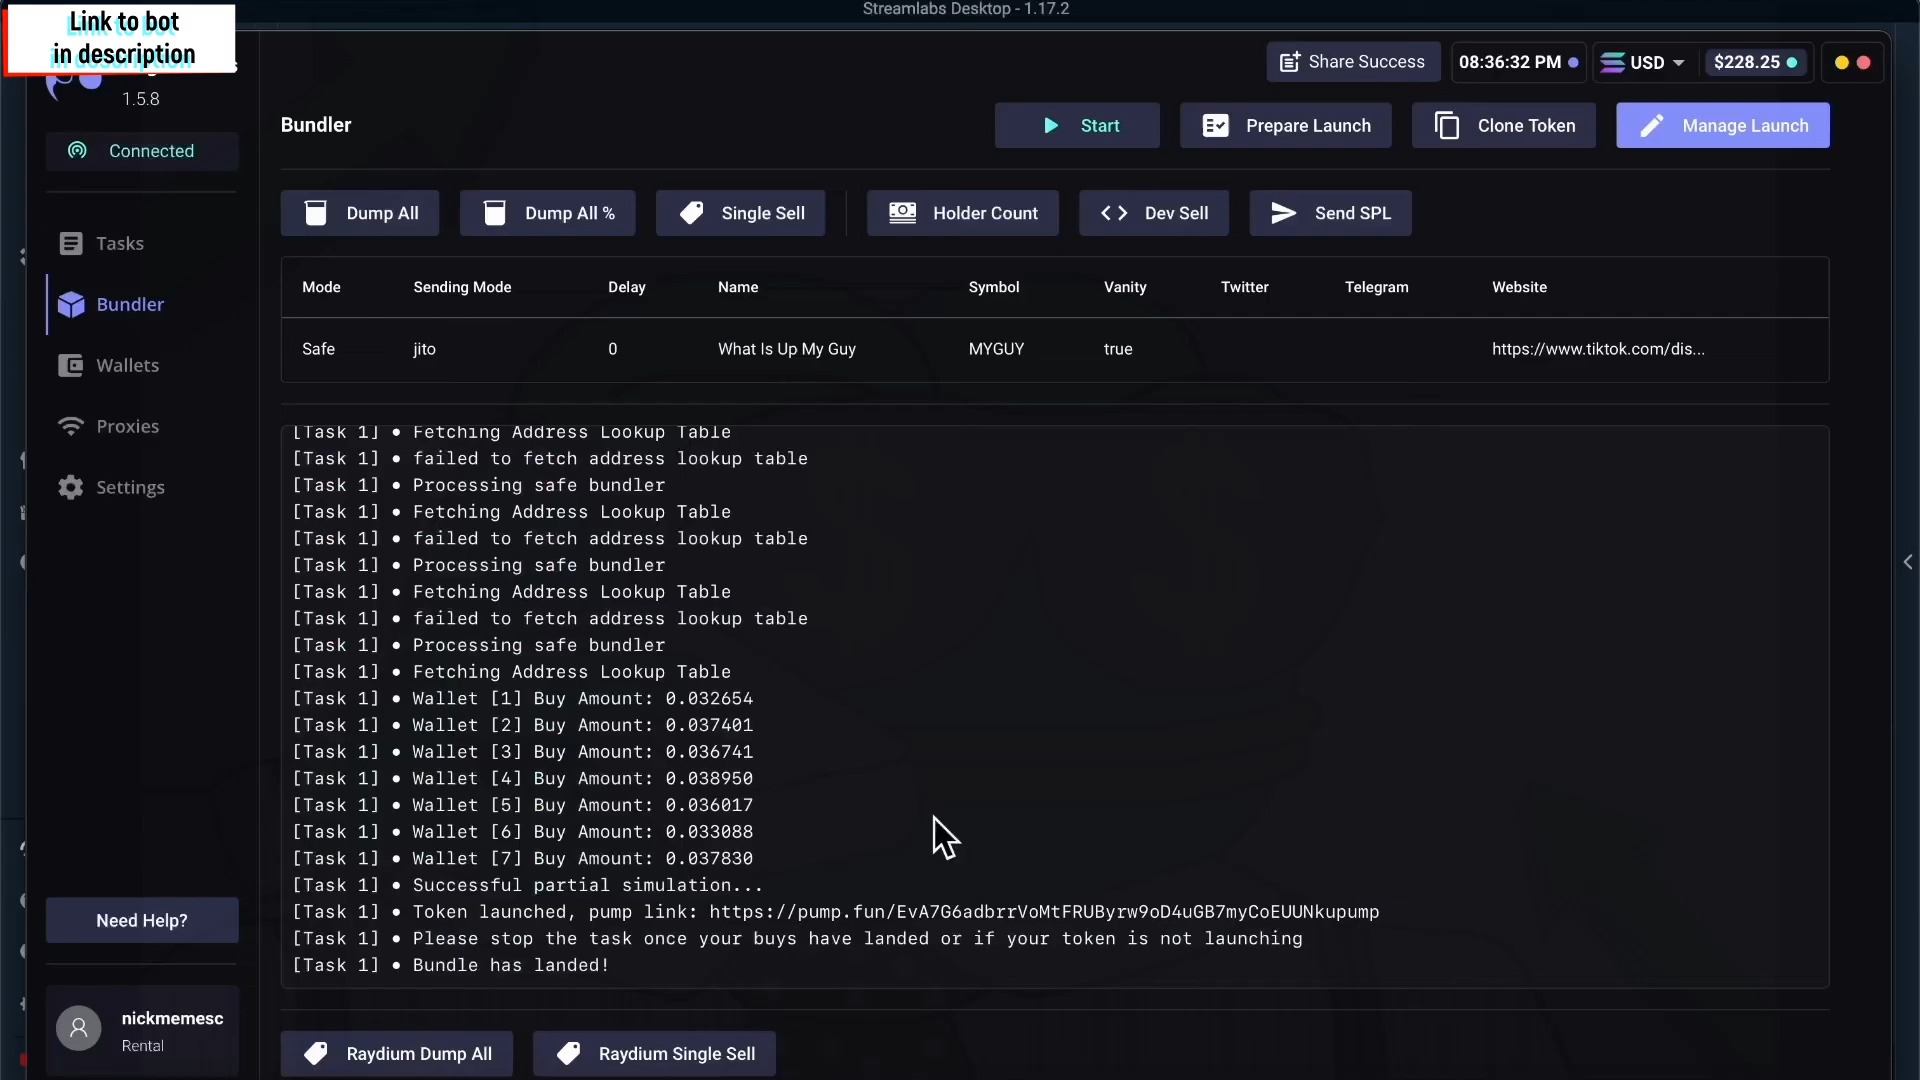 Streamlabs Desktop - 1.17.2
Link to bot
in description
1.5.8
Share Success
08:36:32 PM
USD
$228.25
Connected
Bundler
Start
Prepare Launch
Clone Token
Manage Launch
Dump All
Dump All %
Single Sell
Holder Count
Dev Sell
Send SPL
Tasks
Bundler
Wallets
Proxies
Settings
Mode Sending Mode Delay Name Symbol Vanity Twitter Telegram Website
Safe jito 0 What Is Up My Guy MYGUY true https://www.tiktok.com/dis...
[Task 1] • Fetching Address Lookup Table
[Task 1] • failed to fetch address lookup table
[Task 1] • Processing safe bundler
[Task 1] • Fetching Address Lookup Table
[Task 1] • failed to fetch address lookup table
[Task 1] • Processing safe bundler
[Task 1] • Fetching Address Lookup Table
[Task 1] • failed to fetch address lookup table
[Task 1] • Processing safe bundler
[Task 1] • Fetching Address Lookup Table
[Task 1] • Wallet [1] Buy Amount: 0.032654
[Task 1] • Wallet [2] Buy Amount: 0.037401
[Task 1] • Wallet [3] Buy Amount: 0.036741
[Task 1] • Wallet [4] Buy Amount: 0.038950
[Task 1] • Wallet [5] Buy Amount: 0.036017
[Task 1] • Wallet [6] Buy Amount: 0.033088
[Task 1] • Wallet [7] Buy Amount: 0.037830
[Task 1] • Successful partial simulation...
[Task 1] • Token launched, pump link: https://pump.fun/EvA7G6adbrrVoMtFRUByrw9oD4uGB7myCoEUUNkupump
[Task 1] • Please stop the task once your buys have landed or if your token is not launching
[Task 1] • Bundle has landed!
Need Help?
nickmemesc
Rental
Raydium Dump All
Raydium Single Sell